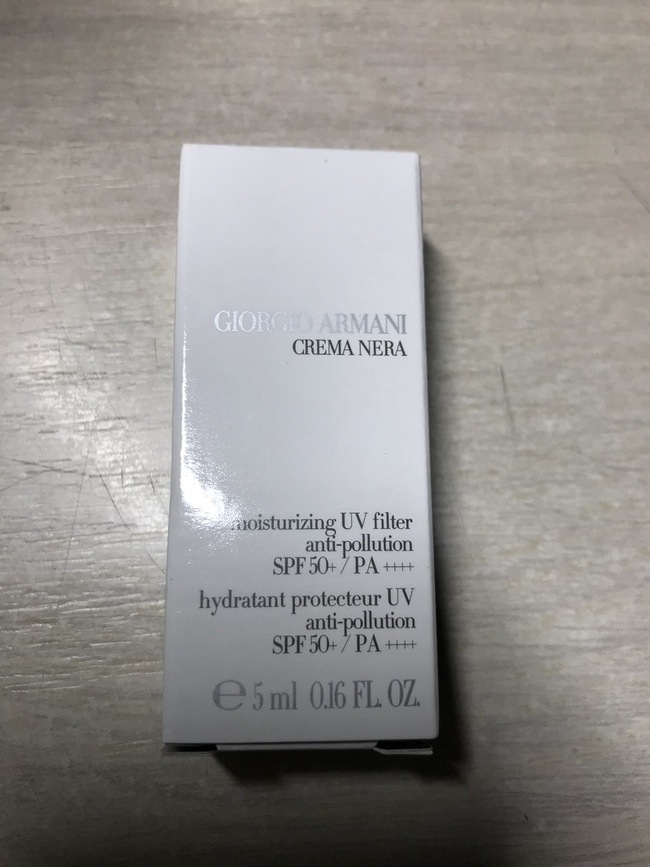 GIORGIO ARMANI
CREMA NERA
moisturizing UV filter
anti-pollution
SPF 50+ / PA ++++
hydratant protecteur UV
anti-pollution
SPF 50+ / PA ++++
℮ 5 ml 0.16 FL. OZ.